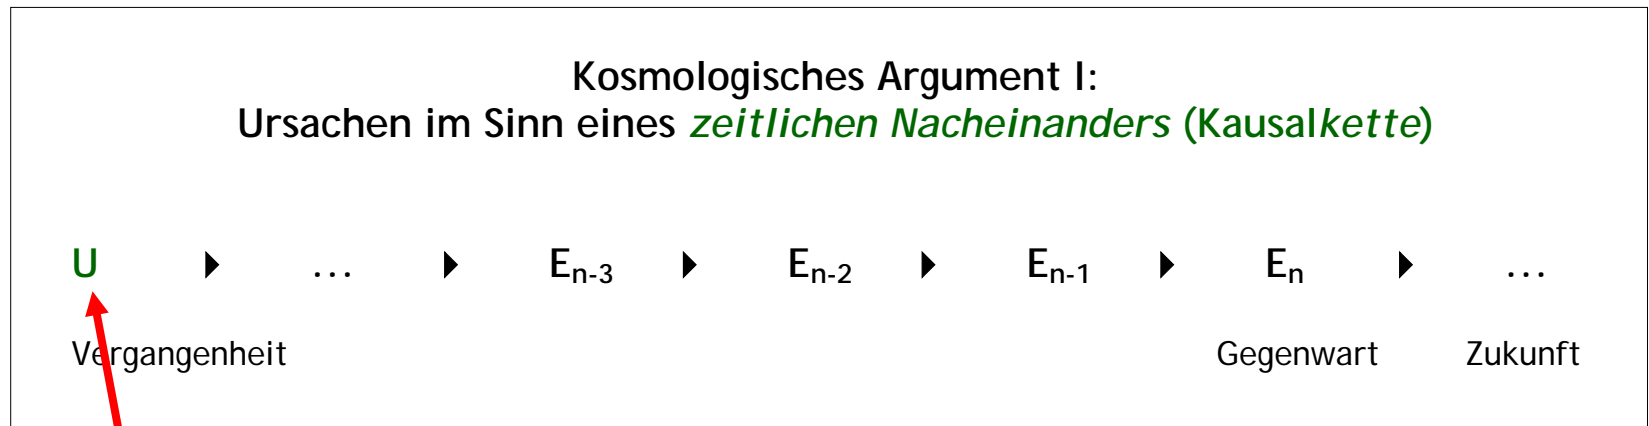 Kosmologisches Argument I:
Ursachen im Sinn eines zeitlichen Nacheinanders (Kausalkette)
U ▶ … ▶ Eₙ₋₃ ▶ Eₙ₋₂ ▶ Eₙ₋₁ ▶ Eₙ ▶ …
Vergangenheit Gegenwart Zukunft